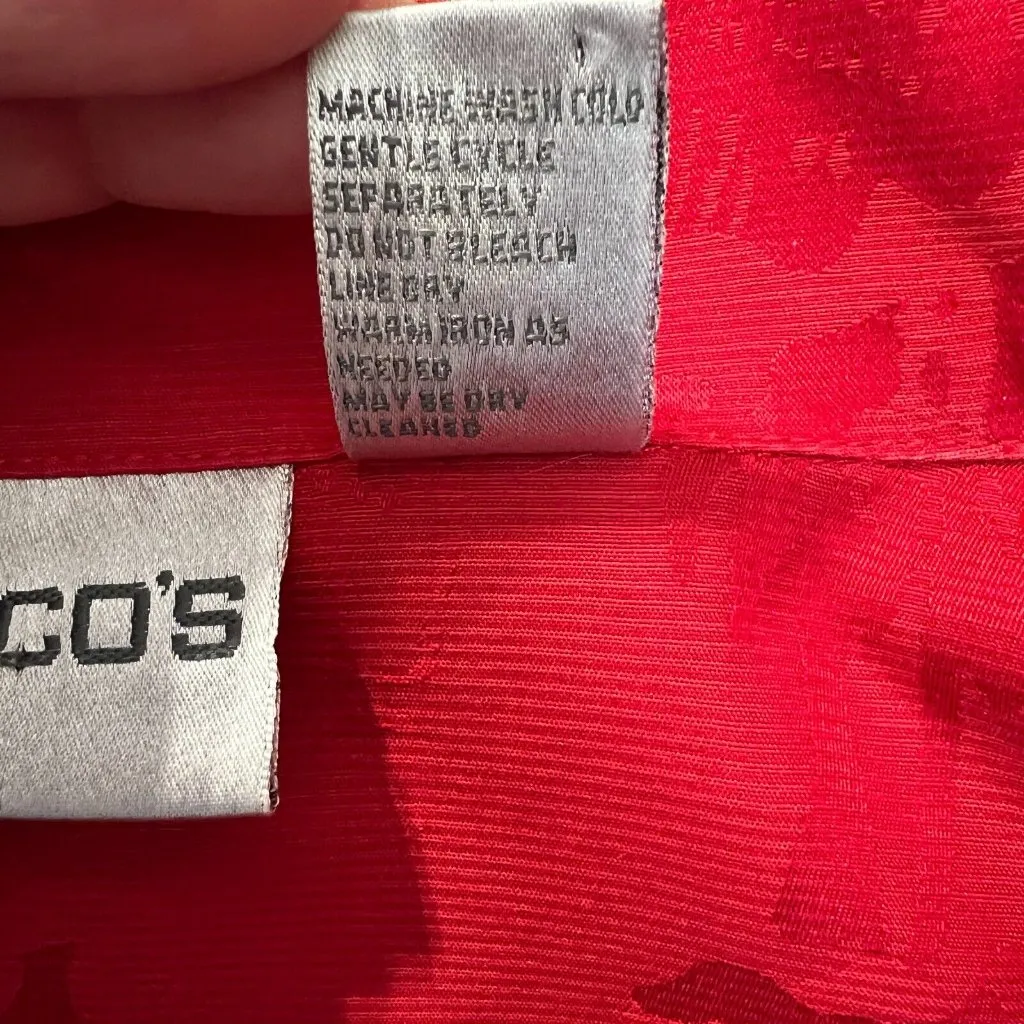 MACHINE WASH COLD
GENTLE CYCLE
SEPARATELY
DO NOT BLEACH
LINE DRY
WARM IRON AS
NEEDED
MAY BE DRY
CLEANED
CO'S